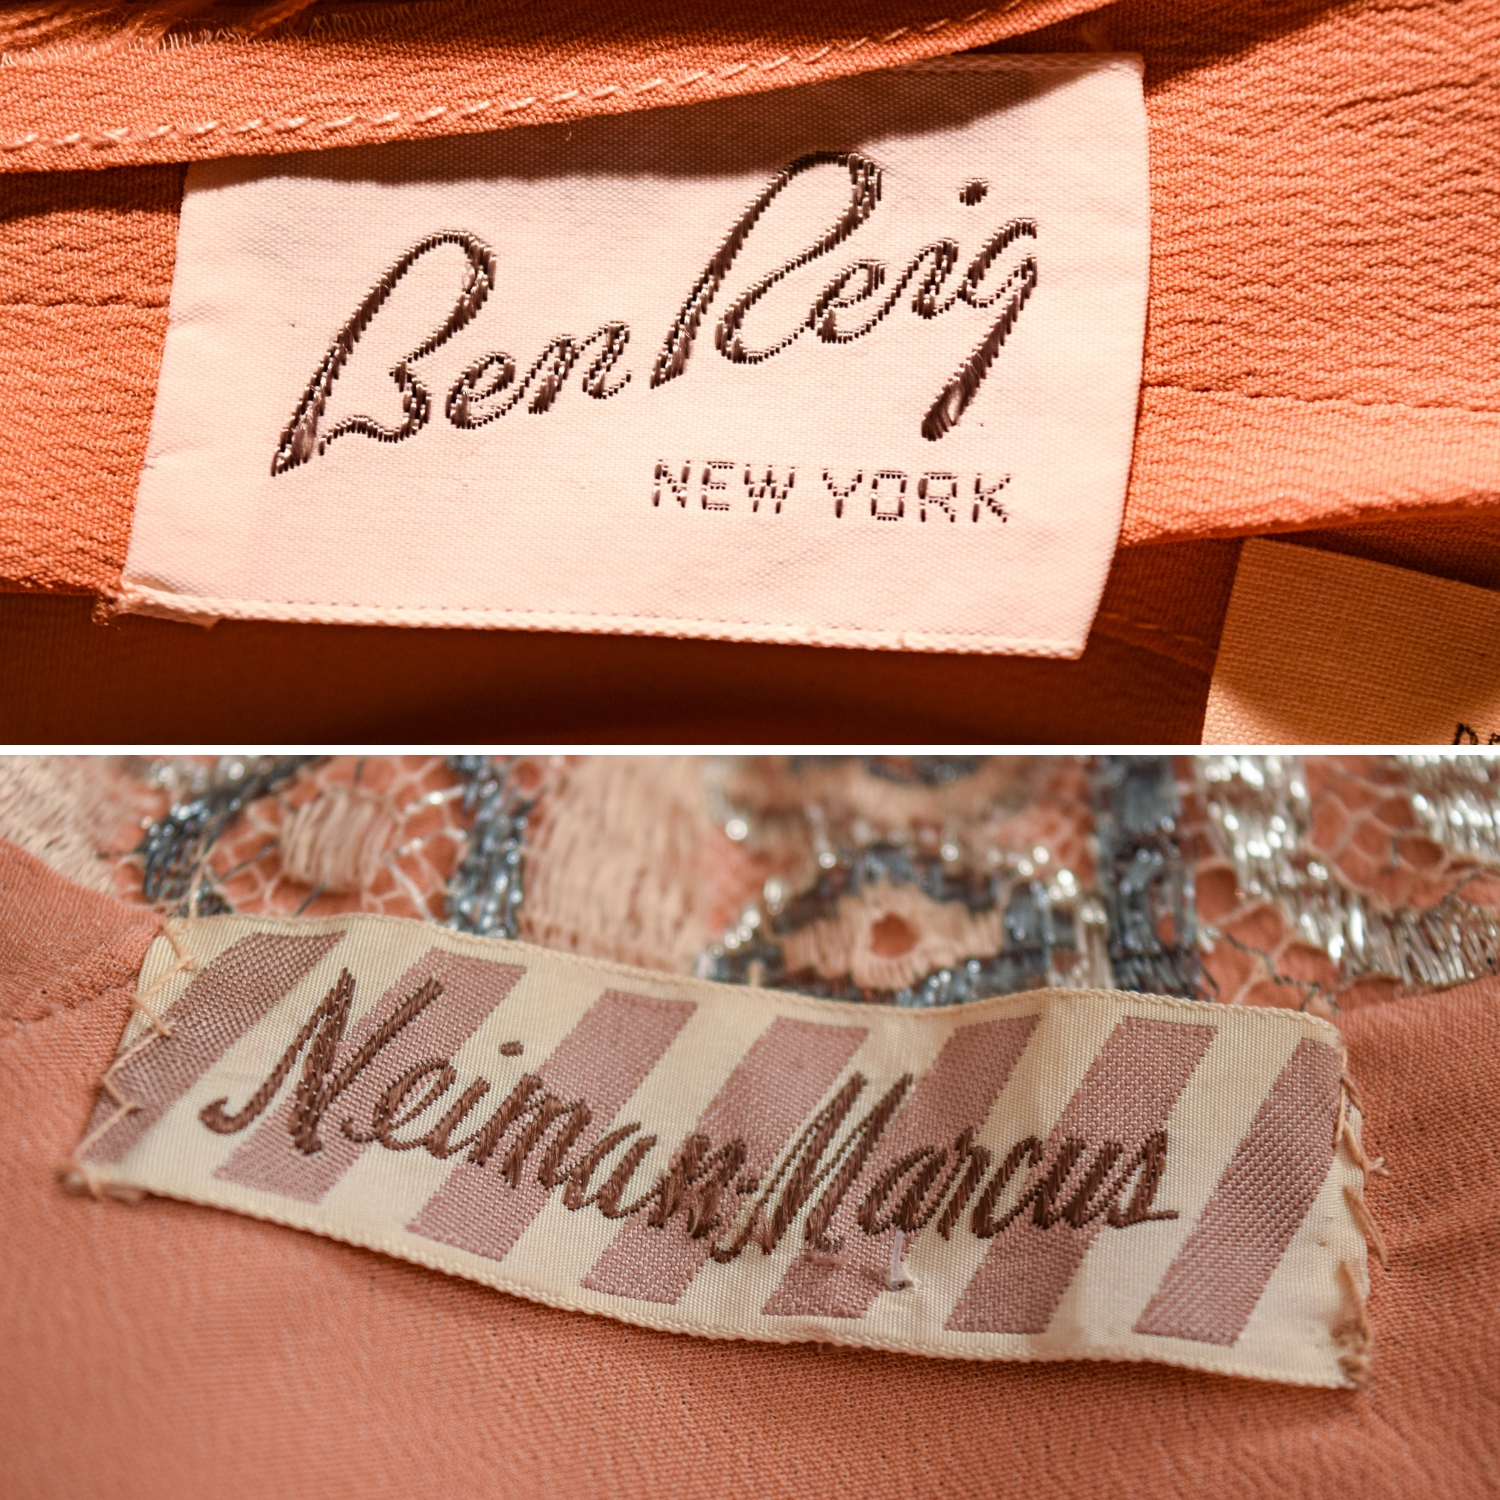 Ben Reig
NEW YORK
Neiman-Marcus